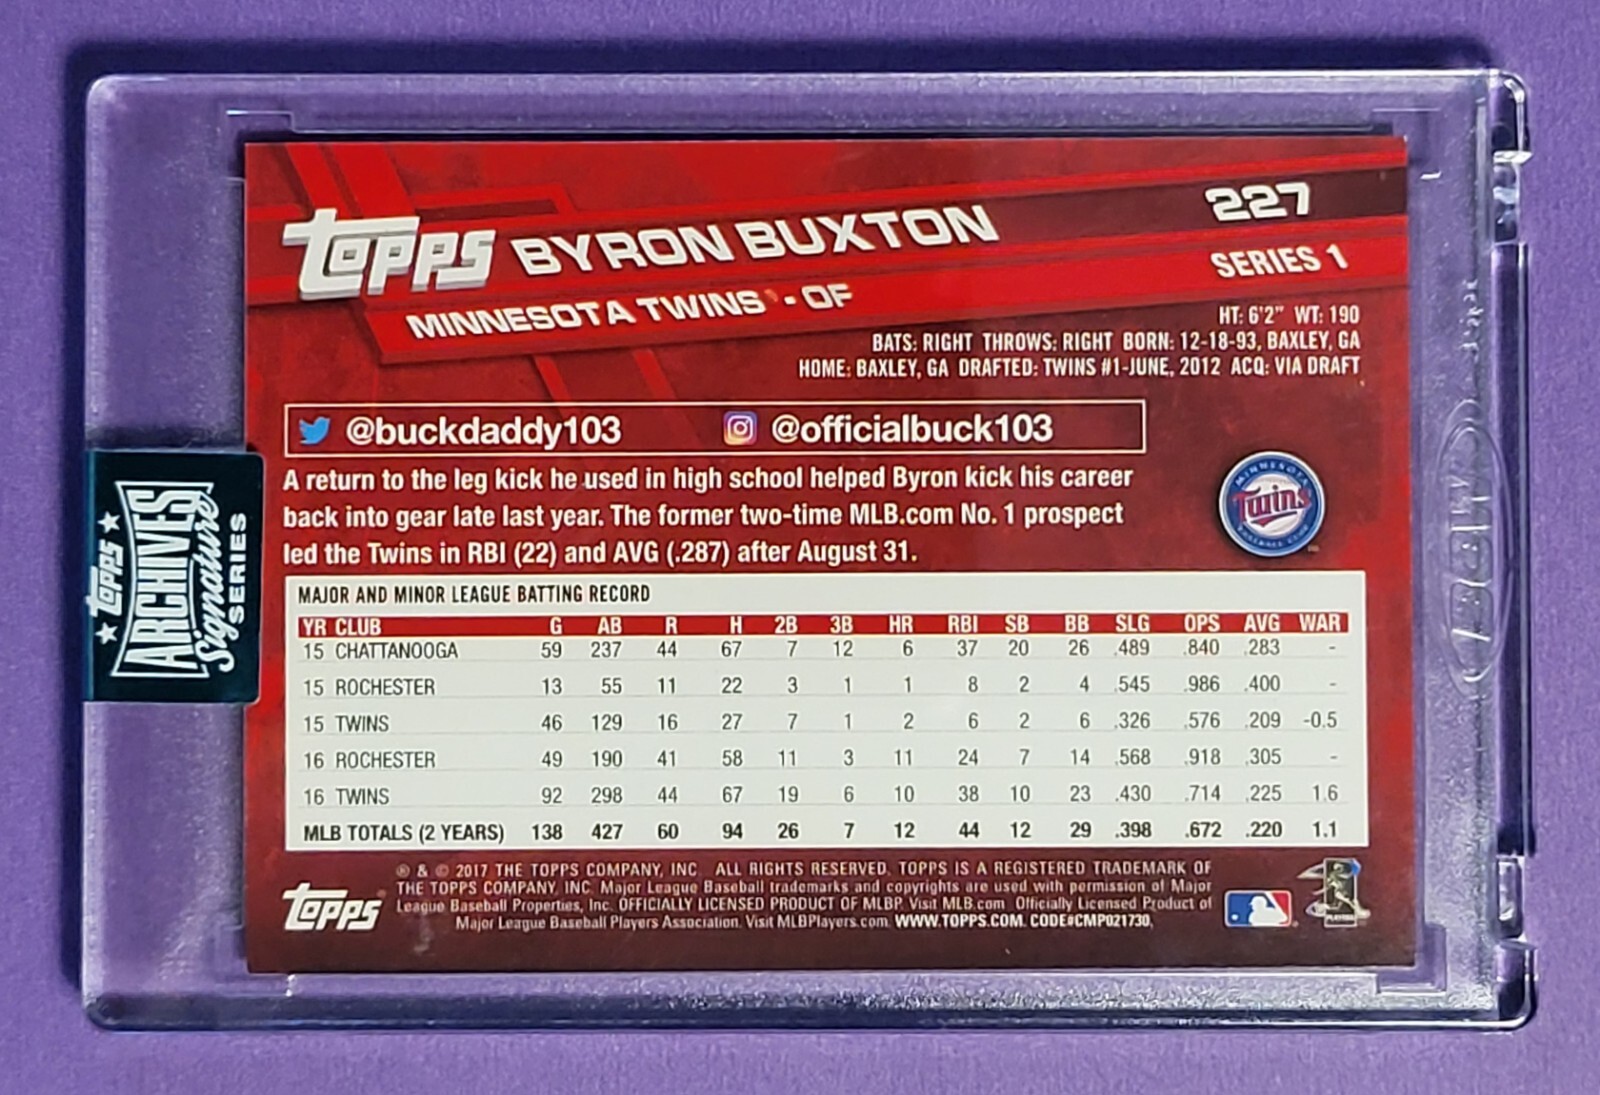 TOPPS BYRON BUXTON 227
MINNESOTA TWINS - OF SERIES 1
HT: 6'2" WT: 190
BATS: RIGHT THROWS: RIGHT BORN: 12-18-93, BAXLEY, GA
HOME: BAXLEY, GA DRAFTED: TWINS #1-JUNE, 2012 ACQ: VIA DRAFT
@buckdaddy103 @officialbuck103
A return to the leg kick he used in high school helped Byron kick his career
back into gear late last year. The former two-time MLB.com No. 1 prospect
led the Twins in RBI (22) and AVG (.287) after August 31.
MINNESOTA
Twins
BASEBALL CLUB
TOPPS
ARCHIVES
Signature
SERIES
MAJOR AND MINOR LEAGUE BATTING RECORD
YR CLUB G AB R H 2B 3B HR RBI SB BB SLG OPS AVG WAR
15 CHATTANOOGA 59 237 44 67 7 12 6 37 20 26 .489 .840 .283 -
15 ROCHESTER 13 55 11 22 3 1 1 8 2 4 .545 .986 .400 -
15 TWINS 46 129 16 27 7 1 2 6 2 6 .326 .576 .209 -0.5
16 ROCHESTER 49 190 41 58 11 3 11 24 7 14 .568 .918 .305 -
16 TWINS 92 298 44 67 19 6 10 38 10 23 .430 .714 .225 1.6
MLB TOTALS (2 YEARS) 138 427 60 94 26 7 12 44 12 29 .398 .672 .220 1.1
® & © 2017 THE TOPPS COMPANY, INC. ALL RIGHTS RESERVED. TOPPS IS A REGISTERED TRADEMARK OF
THE TOPPS COMPANY, INC. Major League Baseball trademarks and copyrights are used with permission of Major
League Baseball Properties, Inc. OFFICIALLY LICENSED PRODUCT OF MLBP. Visit MLB.com Officially Licensed Product of
Major League Baseball Players Association. Visit MLBPlayers.com. WWW.TOPPS.COM. CODE#CMP021730.
TOPPS
PLAYERS